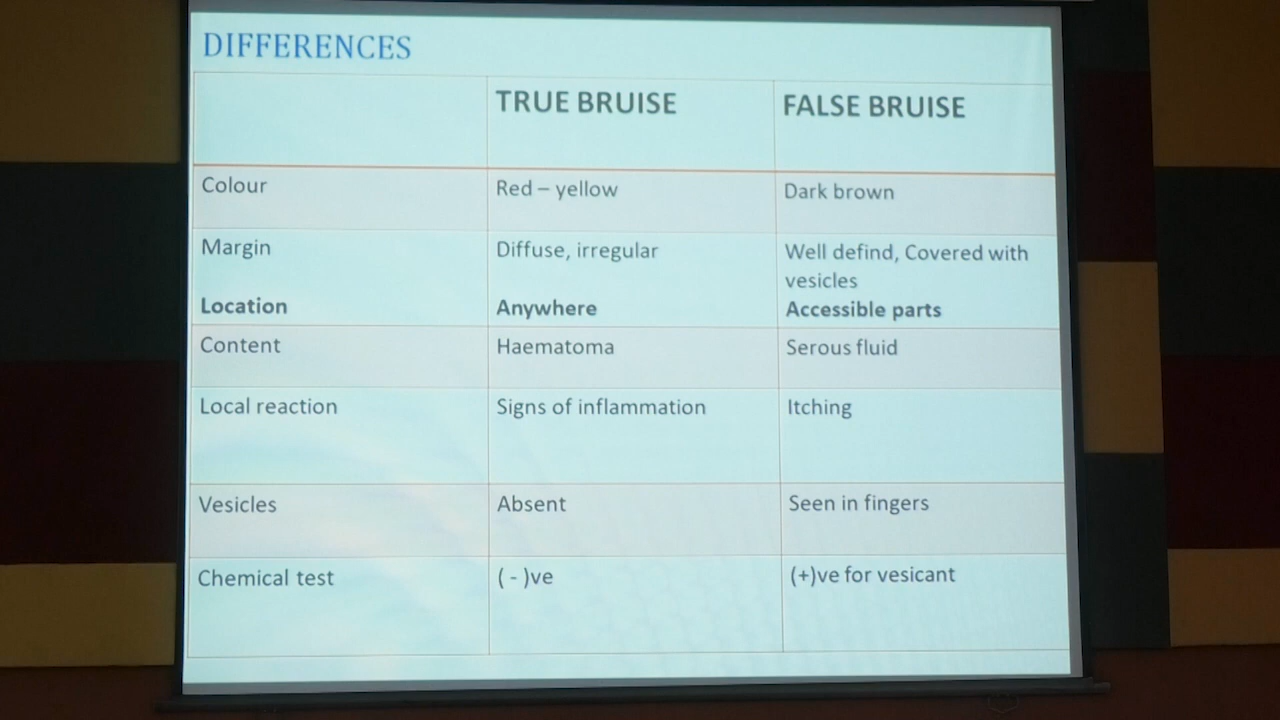 DIFFERENCES
TRUE BRUISE FALSE BRUISE
Colour Red – yellow Dark brown
Margin Diffuse, irregular Well defind, Covered with
vesicles
Location Anywhere Accessible parts
Content Haematoma Serous fluid
Local reaction Signs of inflammation Itching
Vesicles Absent Seen in fingers
Chemical test ( - )ve (+)ve for vesicant